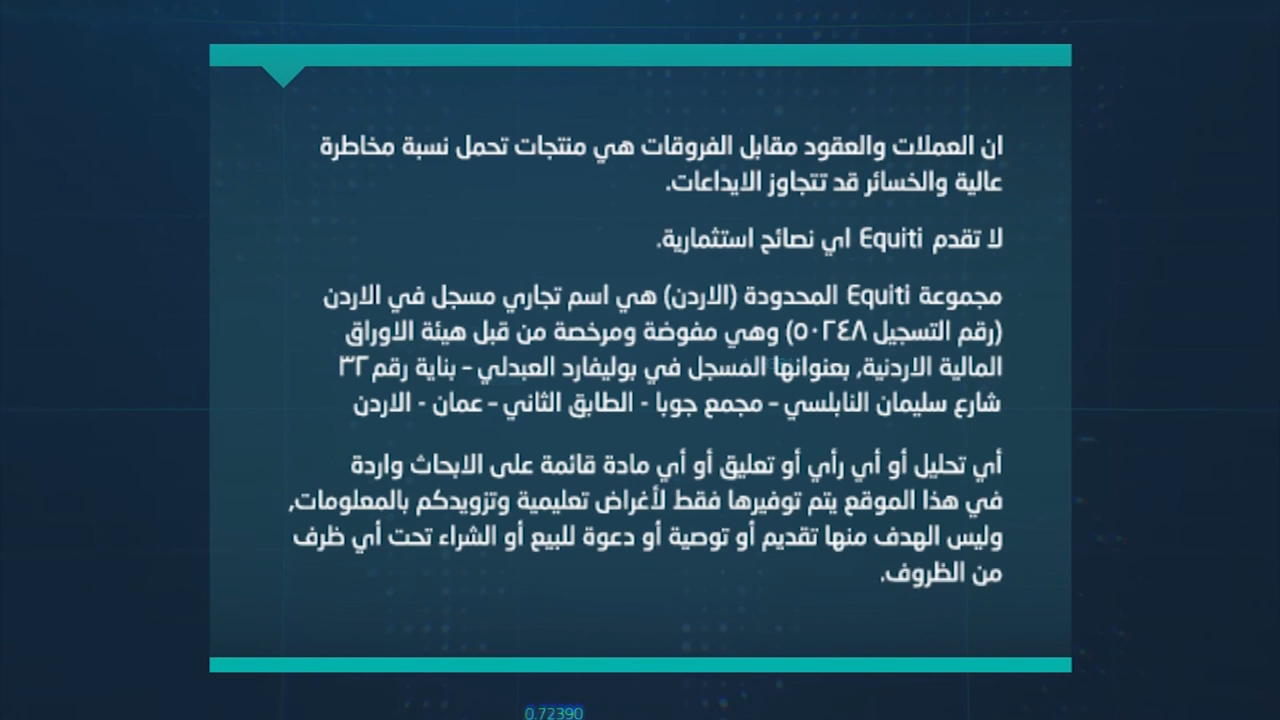 ان العملات والعقود مقابل الفروقات هي منتجات تحمل نسبة مخاطرة
عالية والخسائر قد تتجاوز الايداعات.
لا تقدم Equiti اي نصائح استثمارية.
مجموعة Equiti المحدودة (الاردن) هي اسم تجاري مسجل في الاردن
(رقم التسجيل ٥٠٢٤٨) وهي مفوضة ومرخصة من قبل هيئة الاوراق
المالية الاردنية, بعنوانها المسجل في بوليفارد العبدلي – بناية رقم ٣٢
شارع سليمان النابلسي – مجمع جوبا - الطابق الثاني – عمان - الاردن
أي تحليل أو أي رأي أو تعليق أو أي مادة قائمة على الابحاث واردة
في هذا الموقع يتم توفيرها فقط لأغراض تعليمية وتزويدكم بالمعلومات,
وليس الهدف منها تقديم أو توصية أو دعوة للبيع أو الشراء تحت أي ظرف
من الظروف.
0.72390